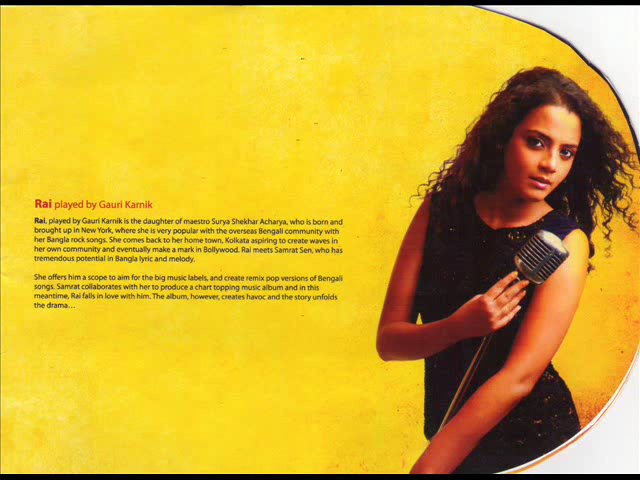 Rai played by Gauri Karnik
Rai, played by Gauri Karnik is the daughter of maestro Surya Shekhar Acharya, who is born and
brought up in New York, where she is very popular with the overseas Bengali community with
her Bangla rock songs. She comes back to her home town, Kolkata aspiring to create waves in
her own community and eventually make a mark in Bollywood. Rai meets Samrat Sen, who has
tremendous potential in Bangla lyric and melody.
She offers him a scope to aim for the big music labels, and create remix pop versions of Bengali
songs. Samrat collaborates with her to produce a chart topping music album and in this
meantime, Rai falls in love with him. The album, however, creates havoc and the story unfolds
the drama...